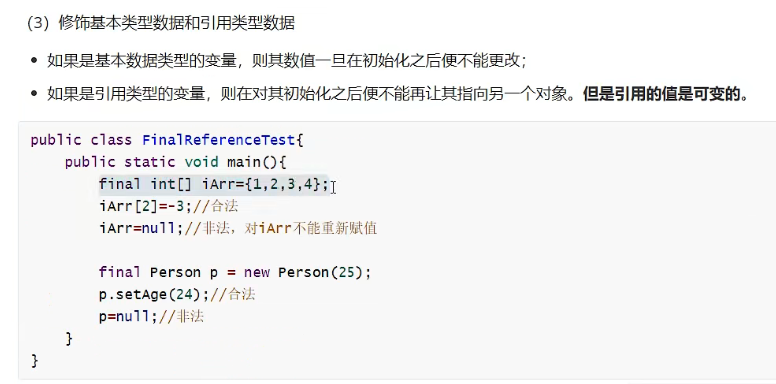 （3）修饰基本类型数据和引用类型数据
• 如果是基本数据类型的变量，则其数值一旦在初始化之后便不能更改；
• 如果是引用类型的变量，则在对其初始化之后便不能再让其指向另一个对象。但是引用的值是可变的。
public class FinalReferenceTest{
    public static void main(){
        final int[] iArr={1,2,3,4};
        iArr[2]=-3;//合法
        iArr=null;//非法，对iArr不能重新赋值
        final Person p = new Person(25);
        p.setAge(24);//合法
        p=null;//非法
    }
}